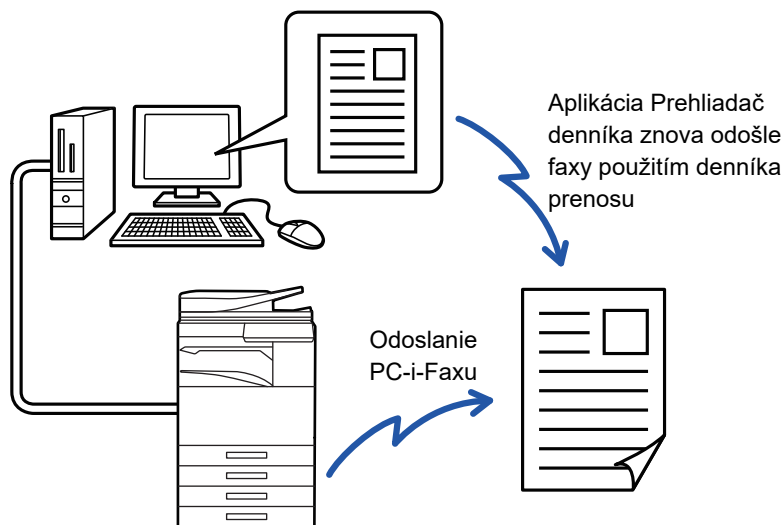 Aplikácia Prehliadač
denníka znova odošle
faxy použitím denníka
prenosu
Odoslanie
PC-i-Faxu